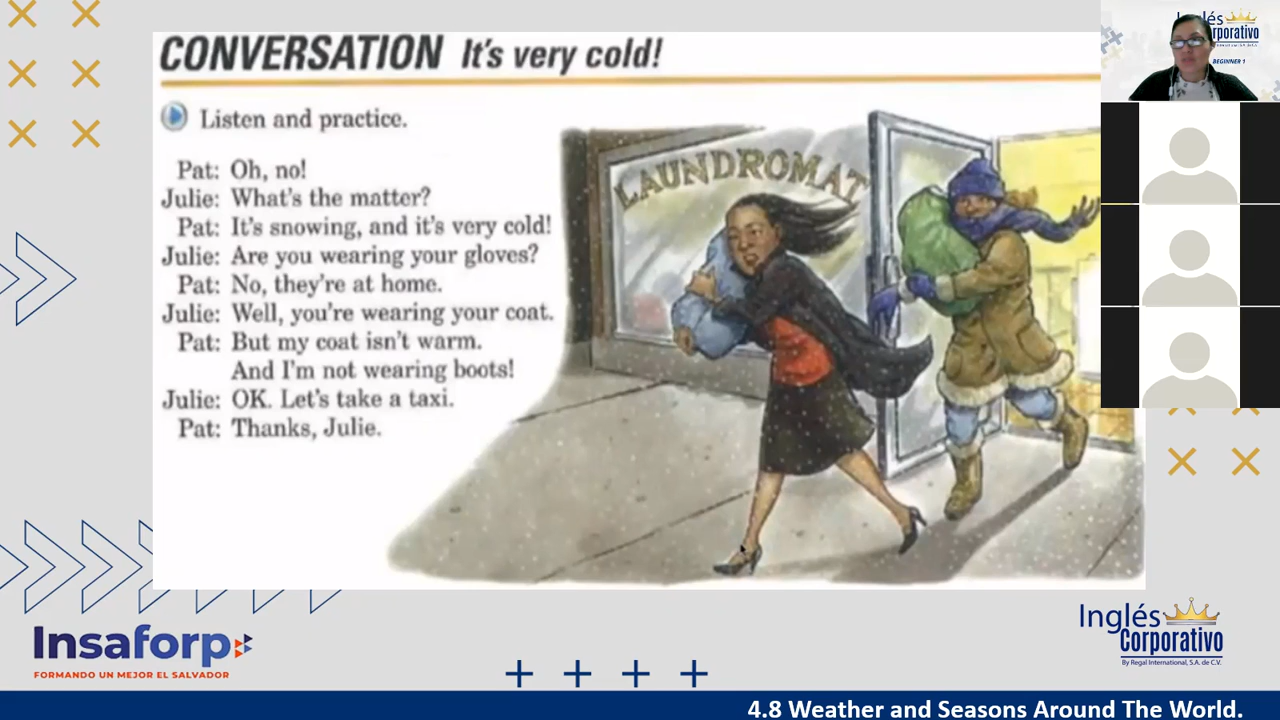 CONVERSATION It's very cold!
Listen and practice.
Pat: Oh, no!
Julie: What's the matter?
Pat: It's snowing, and it's very cold!
Julie: Are you wearing your gloves?
Pat: No, they're at home.
Julie: Well, you're wearing your coat.
Pat: But my coat isn't warm.
And I'm not wearing boots!
Julie: OK. Let's take a taxi.
Pat: Thanks, Julie.
LAUNDROMAT
BEGINNER 1
Insaforp
FORMANDO UN MEJOR EL SALVADOR
Inglés
Corporativo
By Regal International, S.A. de C.V.
4.8 Weather and Seasons Around The World.